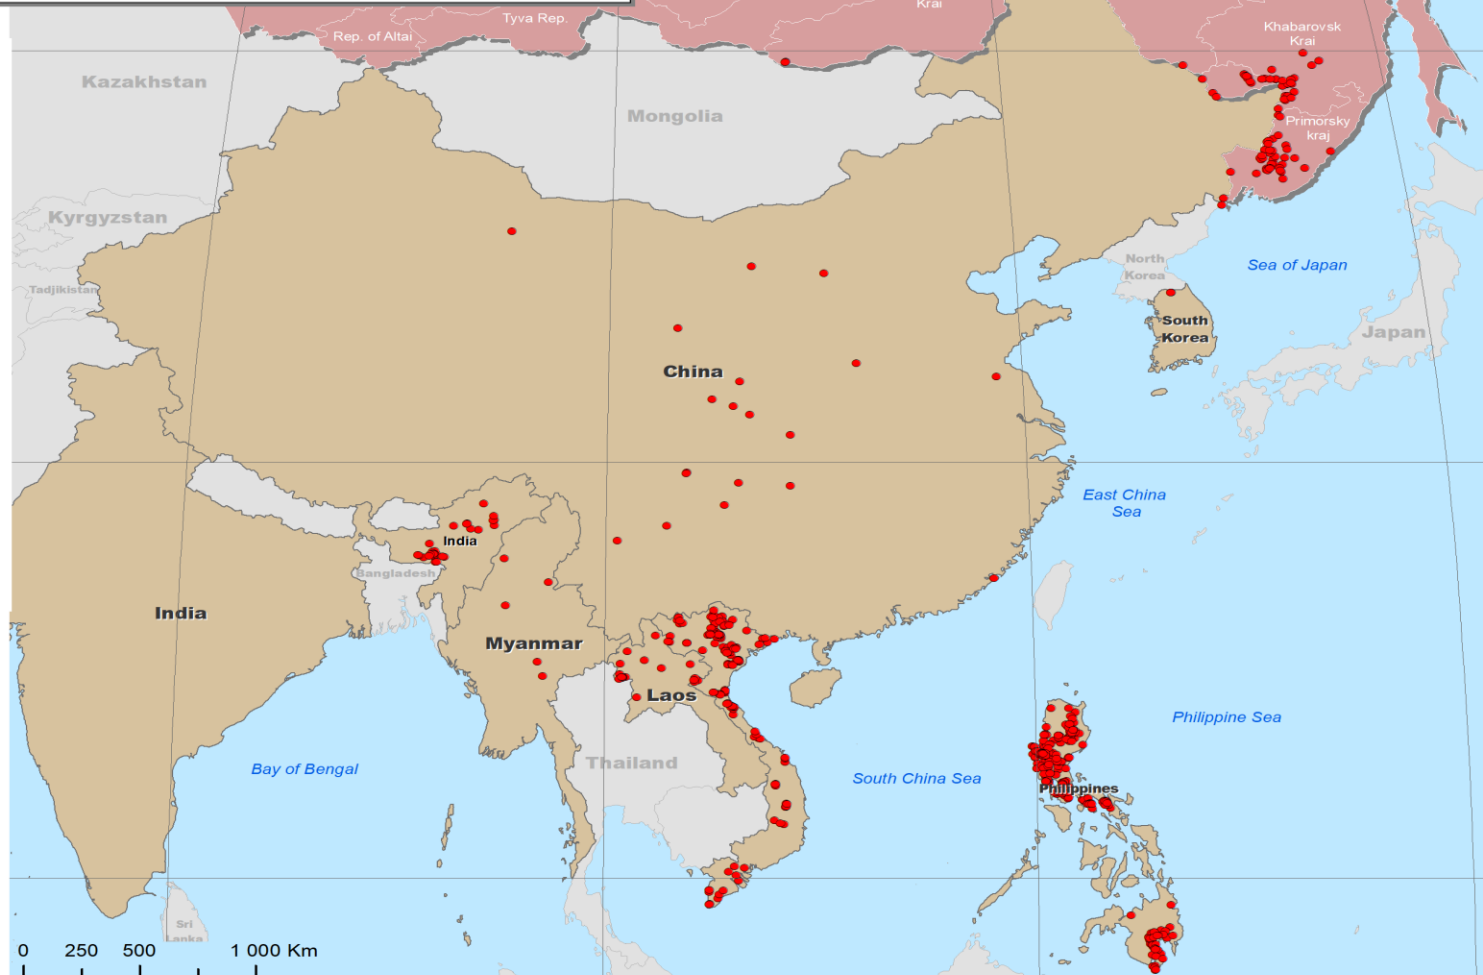 Krai
Tyva Rep.
Rep. of Altai
Khabarovsk
Krai
Kazakhstan
Mongolia
Primorsky
kraj
Kyrgyzstan
North
Korea
Sea of Japan
Tadjikistan
South
Korea
Japan
China
East China
Sea
India
Bangladesh
India
Myanmar
Laos
Philippine Sea
Thailand
Bay of Bengal
South China Sea
Philippines
Sri
Lanka
0 250 500 1 000 Km